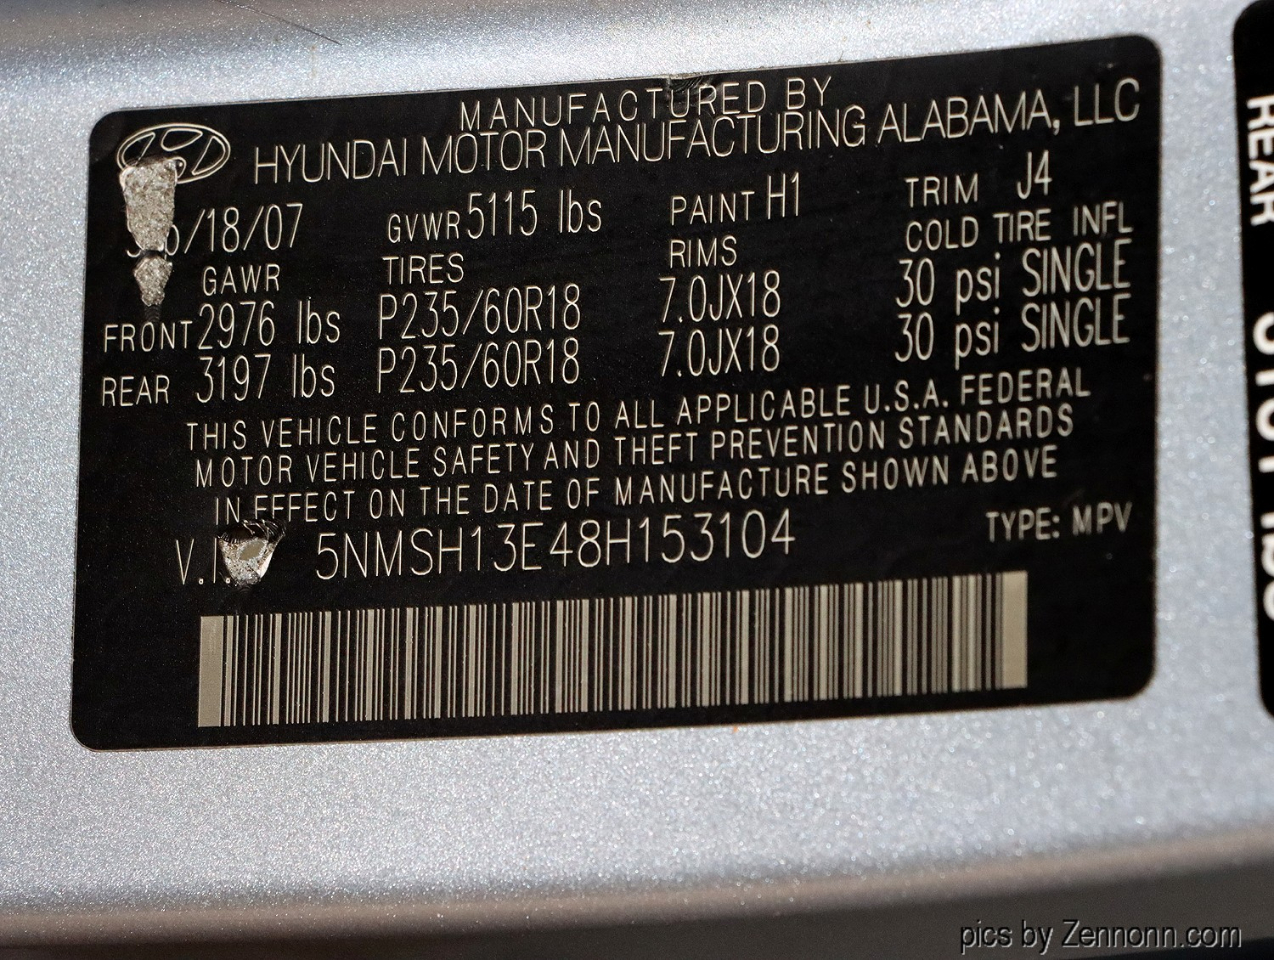 MANUFACTURED BY
HYUNDAI MOTOR MANUFACTURING ALABAMA, LLC
/18/07 GVWR 5115 lbs PAINT H1 TRIM J4
GAWR TIRES RIMS COLD TIRE INFL
FRONT 2976 lbs P235/60R18 7.0JX18 30 psi SINGLE
REAR 3197 lbs P235/60R18 7.0JX18 30 psi SINGLE
THIS VEHICLE CONFORMS TO ALL APPLICABLE U.S.A. FEDERAL
MOTOR VEHICLE SAFETY AND THEFT PREVENTION STANDARDS
IN EFFECT ON THE DATE OF MANUFACTURE SHOWN ABOVE
5NMSH13E48H153104 TYPE: MPV
REAR
pics by Zennonn.com